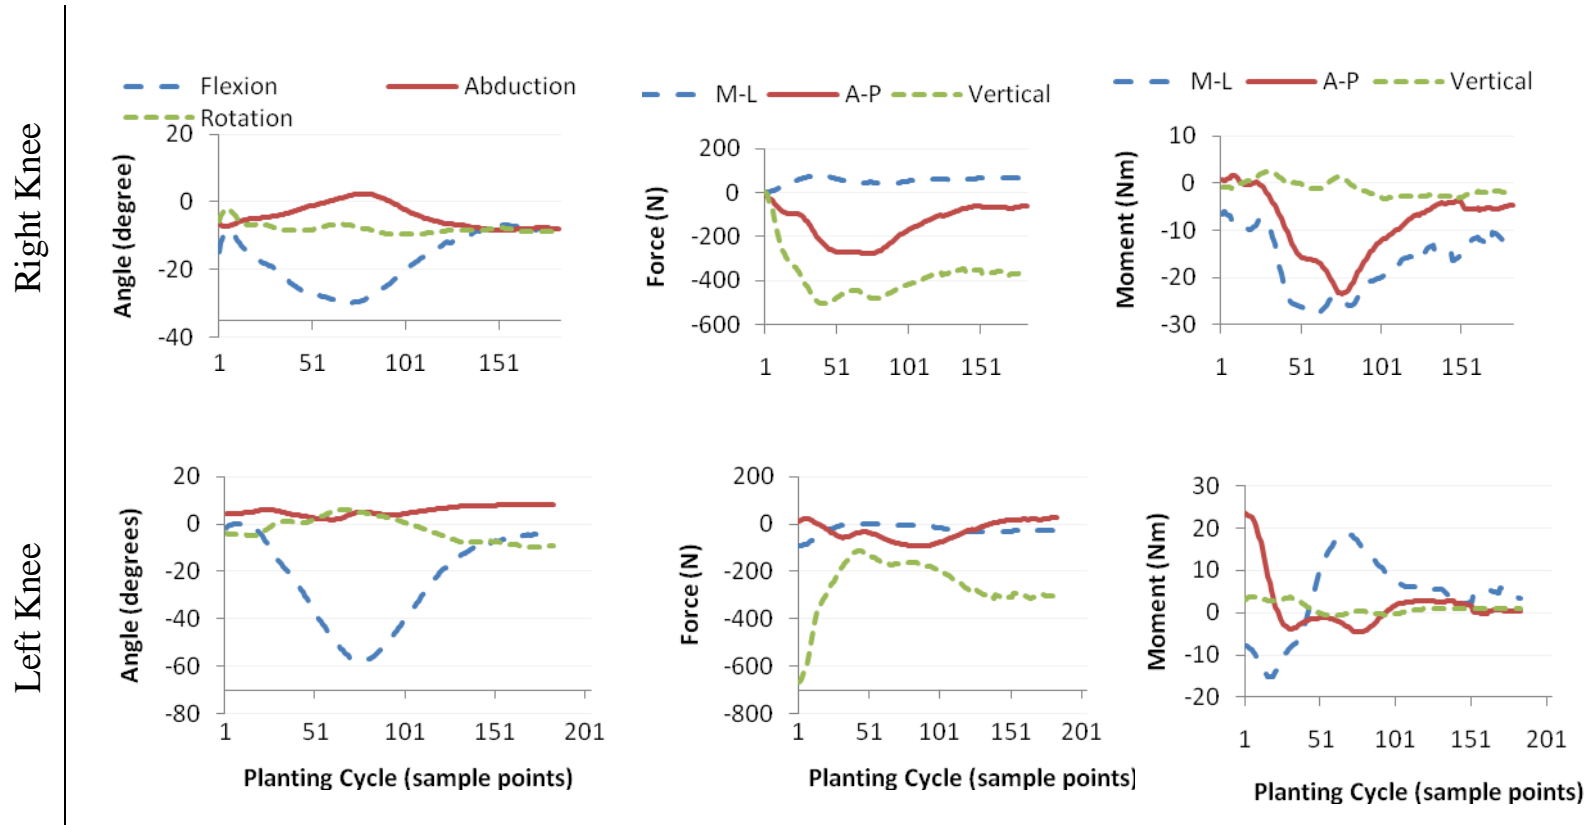 Right Knee
Flexion Abduction
Rotation
Angle (degree)
20
0
-20
-40
1 51 101 151
M-L A-P Vertical
Force (N)
200
0
-200
-400
-600
1 51 101 151
M-L A-P Vertical
Moment (Nm)
10
0
-10
-20
-30
1 51 101 151
Left Knee
Angle (degrees)
20
0
-20
-40
-60
-80
1 51 101 151 201
Planting Cycle (sample points)
Force (N)
200
0
-200
-400
-600
-800
1 51 101 151 201
Planting Cycle (sample points)
Moment (Nm)
30
20
10
0
-10
-20
1 51 101 151 201
Planting Cycle (sample points)